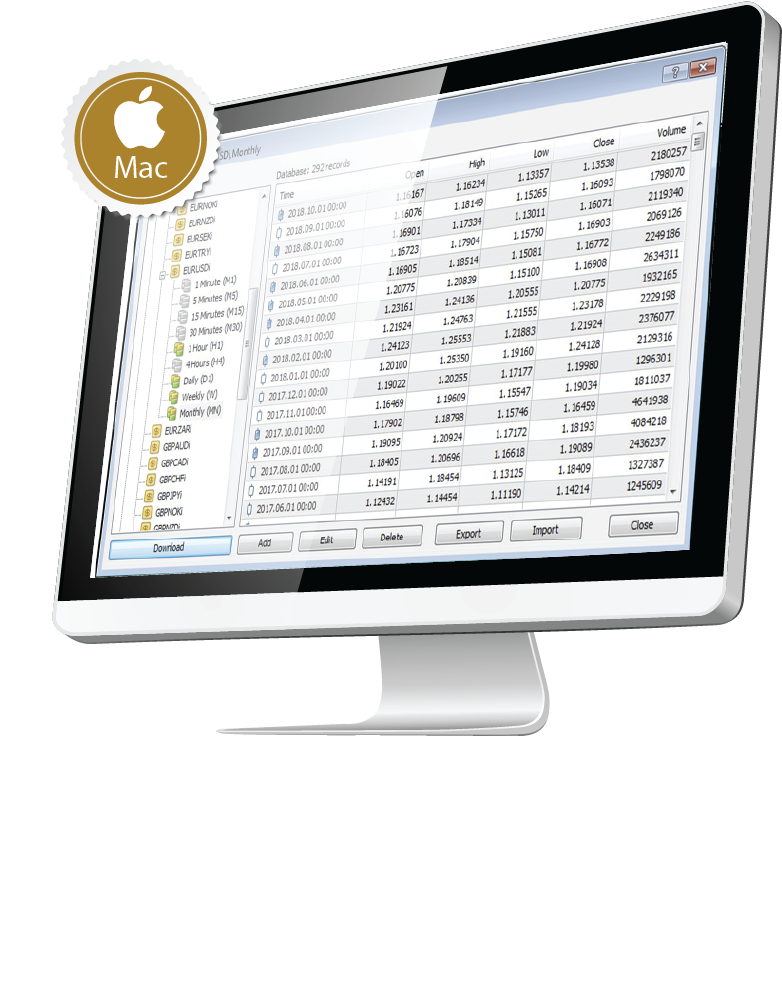 Mac
SD,Monthly
Database: 292 records
EURNOKi
EURNZDi
EURSEKi
EURTRYi
EURUSDi
1 Minute (M1)
5 Minutes (M5)
15 Minutes (M15)
30 Minutes (M30)
1 Hour (H1)
4 Hours (H4)
Daily (D1)
Weekly (W)
Monthly (MN)
EURZARi
GBPAUDi
GBPCADi
GBPCHFi
GBPJPYi
GBPNOKi
GBPNZDi
Time Open High Low Close Volume
2018.10.01 00:00 1.16167 1.16234 1.13357 1.13538 2180257
2018.09.01 00:00 1.16076 1.18149 1.15265 1.16093 1798070
2018.08.01 00:00 1.16901 1.17334 1.13011 1.16071 2119340
2018.07.01 00:00 1.16723 1.17904 1.15750 1.16903 2069126
2018.06.01 00:00 1.16905 1.18514 1.15081 1.16772 2249186
2018.05.01 00:00 1.20775 1.20839 1.15100 1.16908 2634311
2018.04.01 00:00 1.23161 1.24136 1.20555 1.20775 1932165
2018.03.01 00:00 1.21924 1.24763 1.21555 1.23178 2229198
2018.02.01 00:00 1.24123 1.25553 1.21883 1.21924 2376077
2018.01.01 00:00 1.20100 1.25350 1.19160 1.24128 2129316
2017.12.01 00:00 1.19022 1.20255 1.17177 1.19980 1296301
2017.11.01 00:00 1.16469 1.19609 1.15547 1.19034 1811037
2017.10.01 00:00 1.17902 1.18798 1.15746 1.16459 4641938
2017.09.01 00:00 1.19095 1.20924 1.17172 1.18193 4084218
2017.08.01 00:00 1.18405 1.20696 1.16618 1.19089 2436237
2017.07.01 00:00 1.14191 1.18454 1.13125 1.18409 1327387
2017.06.01 00:00 1.12432 1.14454 1.11190 1.14214 1245609
Download Add Edit Delete Export Import Close